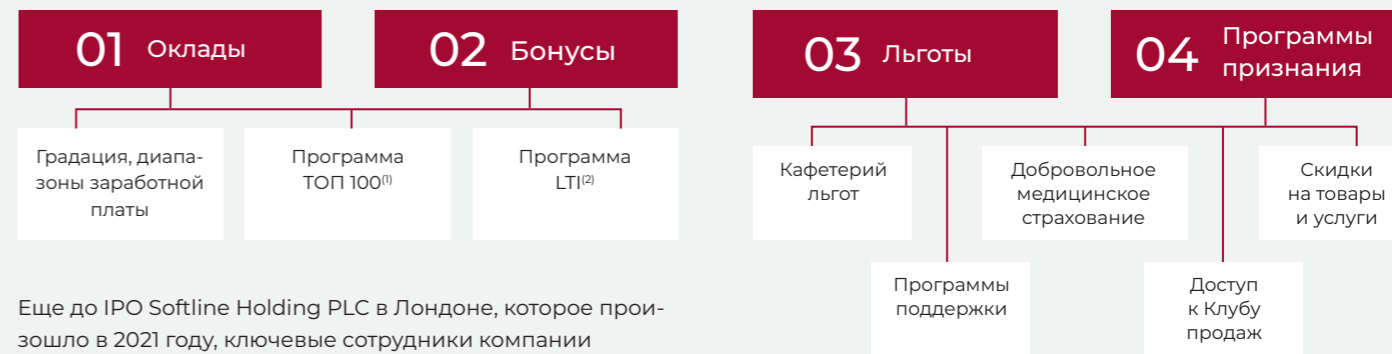 01 Оклады
02 Бонусы
Градация, диапа-
зоны заработной
платы
Программа
ТОП 100(1)
Программа
LTI(2)
Еще до IPO Softline Holding PLC в Лондоне, которое прои-
зошло в 2021 году, ключевые сотрудники компании
03 Льготы
04 Программы
признания
Кафетерий
льгот
Добровольное
медицинское
страхование
Скидки
на товары
и услуги
Программы
поддержки
Доступ
к Клубу
продаж